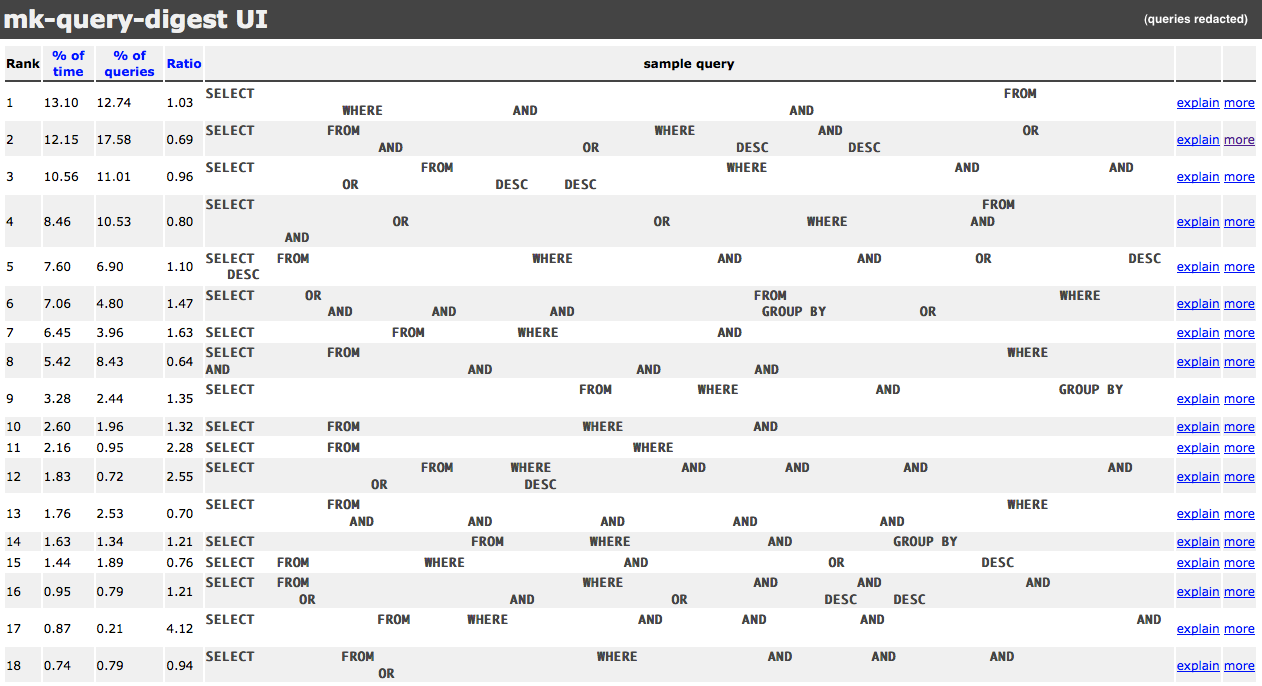 mk-query-digest UI (queries redacted)
Rank % of time % of queries Ratio sample query
1 13.10 12.74 1.03 SELECT FROM
WHERE AND AND explain more
2 12.15 17.58 0.69 SELECT FROM WHERE AND OR
AND OR DESC DESC explain more
3 10.56 11.01 0.96 SELECT FROM WHERE AND AND
OR DESC DESC explain more
4 8.46 10.53 0.80 SELECT FROM
OR OR WHERE AND
AND explain more
5 7.60 6.90 1.10 SELECT FROM WHERE AND AND OR DESC
DESC explain more
6 7.06 4.80 1.47 SELECT OR FROM WHERE
AND AND AND GROUP BY OR explain more
7 6.45 3.96 1.63 SELECT FROM WHERE AND explain more
8 5.42 8.43 0.64 SELECT FROM WHERE
AND AND AND AND explain more
9 3.28 2.44 1.35 SELECT FROM WHERE AND GROUP BY explain more
10 2.60 1.96 1.32 SELECT FROM WHERE AND explain more
11 2.16 0.95 2.28 SELECT FROM WHERE explain more
12 1.83 0.72 2.55 SELECT FROM WHERE AND AND AND AND
OR DESC explain more
13 1.76 2.53 0.70 SELECT FROM WHERE
AND AND AND AND AND explain more
14 1.63 1.34 1.21 SELECT FROM WHERE AND GROUP BY explain more
15 1.44 1.89 0.76 SELECT FROM WHERE AND OR DESC explain more
16 0.95 0.79 1.21 SELECT FROM WHERE AND AND AND
OR AND OR DESC DESC explain more
17 0.87 0.21 4.12 SELECT FROM WHERE AND AND AND AND explain more
18 0.74 0.79 0.94 SELECT FROM WHERE AND AND AND
OR explain more